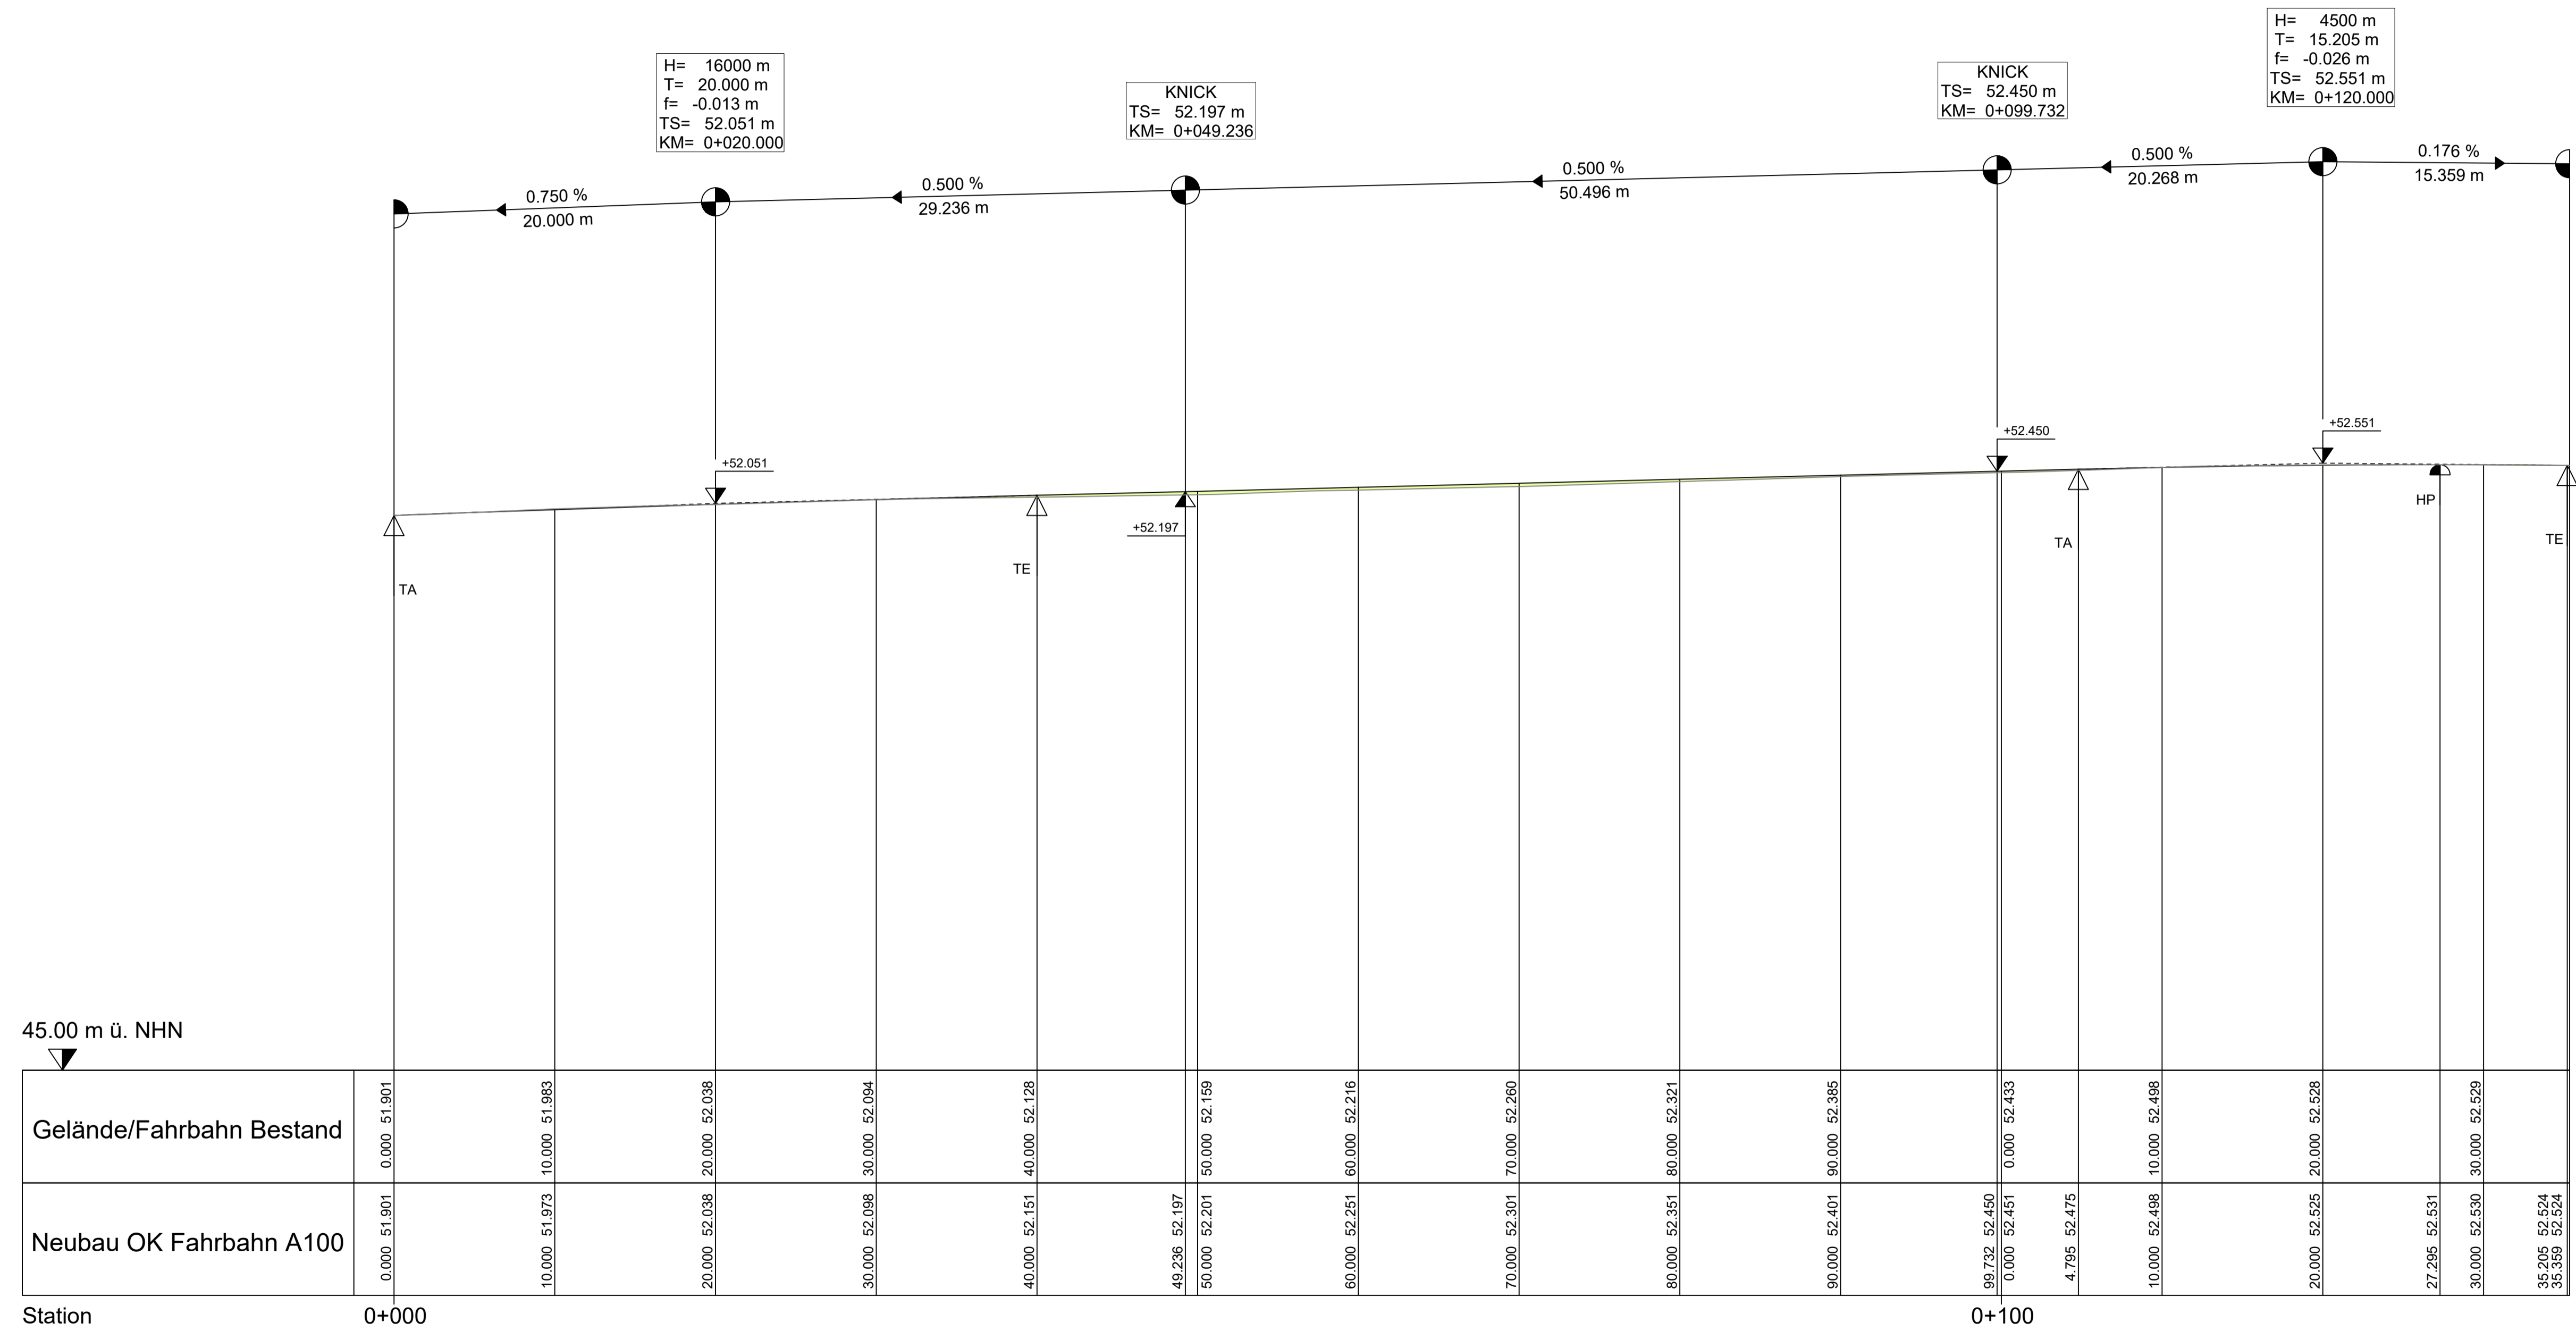 H= 16000 m
T= 20.000 m
f= -0.013 m
TS= 52.051 m
KM= 0+020.000
KNICK
TS= 52.197 m
KM= 0+049.236
KNICK
TS= 52.450 m
KM= 0+099.732
H= 4500 m
T= 15.205 m
f= -0.026 m
TS= 52.551 m
KM= 0+120.000
0.750 %
20.000 m
0.500 %
29.236 m
0.500 %
50.496 m
0.500 %
20.268 m
0.176 %
15.359 m
+52.051
+52.197
+52.450
+52.551
TA
TE
TA
HP
TE
45.00 m ü. NHN
Gelände/Fahrbahn Bestand
0.000 51.901
10.000 51.983
20.000 52.038
30.000 52.094
40.000 52.128
50.000 52.159
60.000 52.216
70.000 52.260
80.000 52.321
90.000 52.385
0.000 52.433
10.000 52.498
20.000 52.528
30.000 52.529
Neubau OK Fahrbahn A100
0.000 51.901
10.000 51.973
20.000 52.038
30.000 52.098
40.000 52.151
49.236 52.197
50.000 52.201
60.000 52.251
70.000 52.301
80.000 52.351
90.000 52.401
99.732 52.450
0.000 52.451
4.795 52.475
10.000 52.498
20.000 52.525
27.295 52.531
30.000 52.530
35.205 52.524
35.359 52.524
Station
0+000
0+100